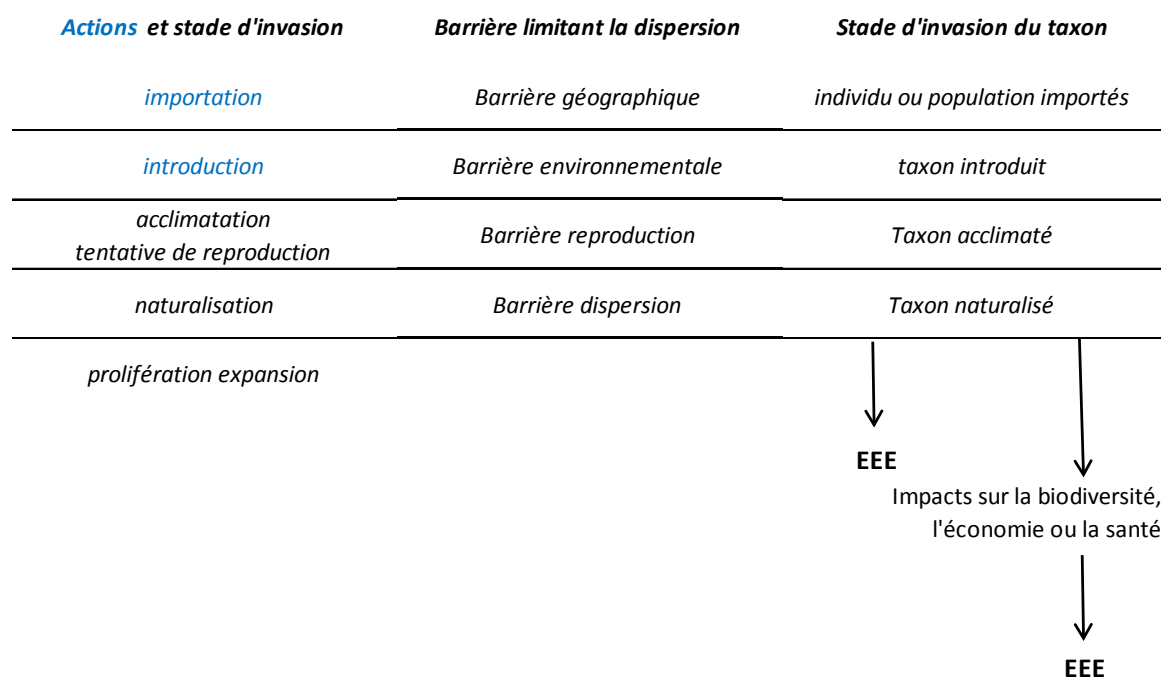 Actions et stade d'invasion Barrière limitant la dispersion Stade d'invasion du taxon
importation Barrière géographique individu ou population importés
introduction Barrière environnementale taxon introduit
acclimatation
tentative de reproduction Barrière reproduction Taxon acclimaté
naturalisation Barrière dispersion Taxon naturalisé
prolifération expansion
EEE
Impacts sur la biodiversité,
l'économie ou la santé
EEE